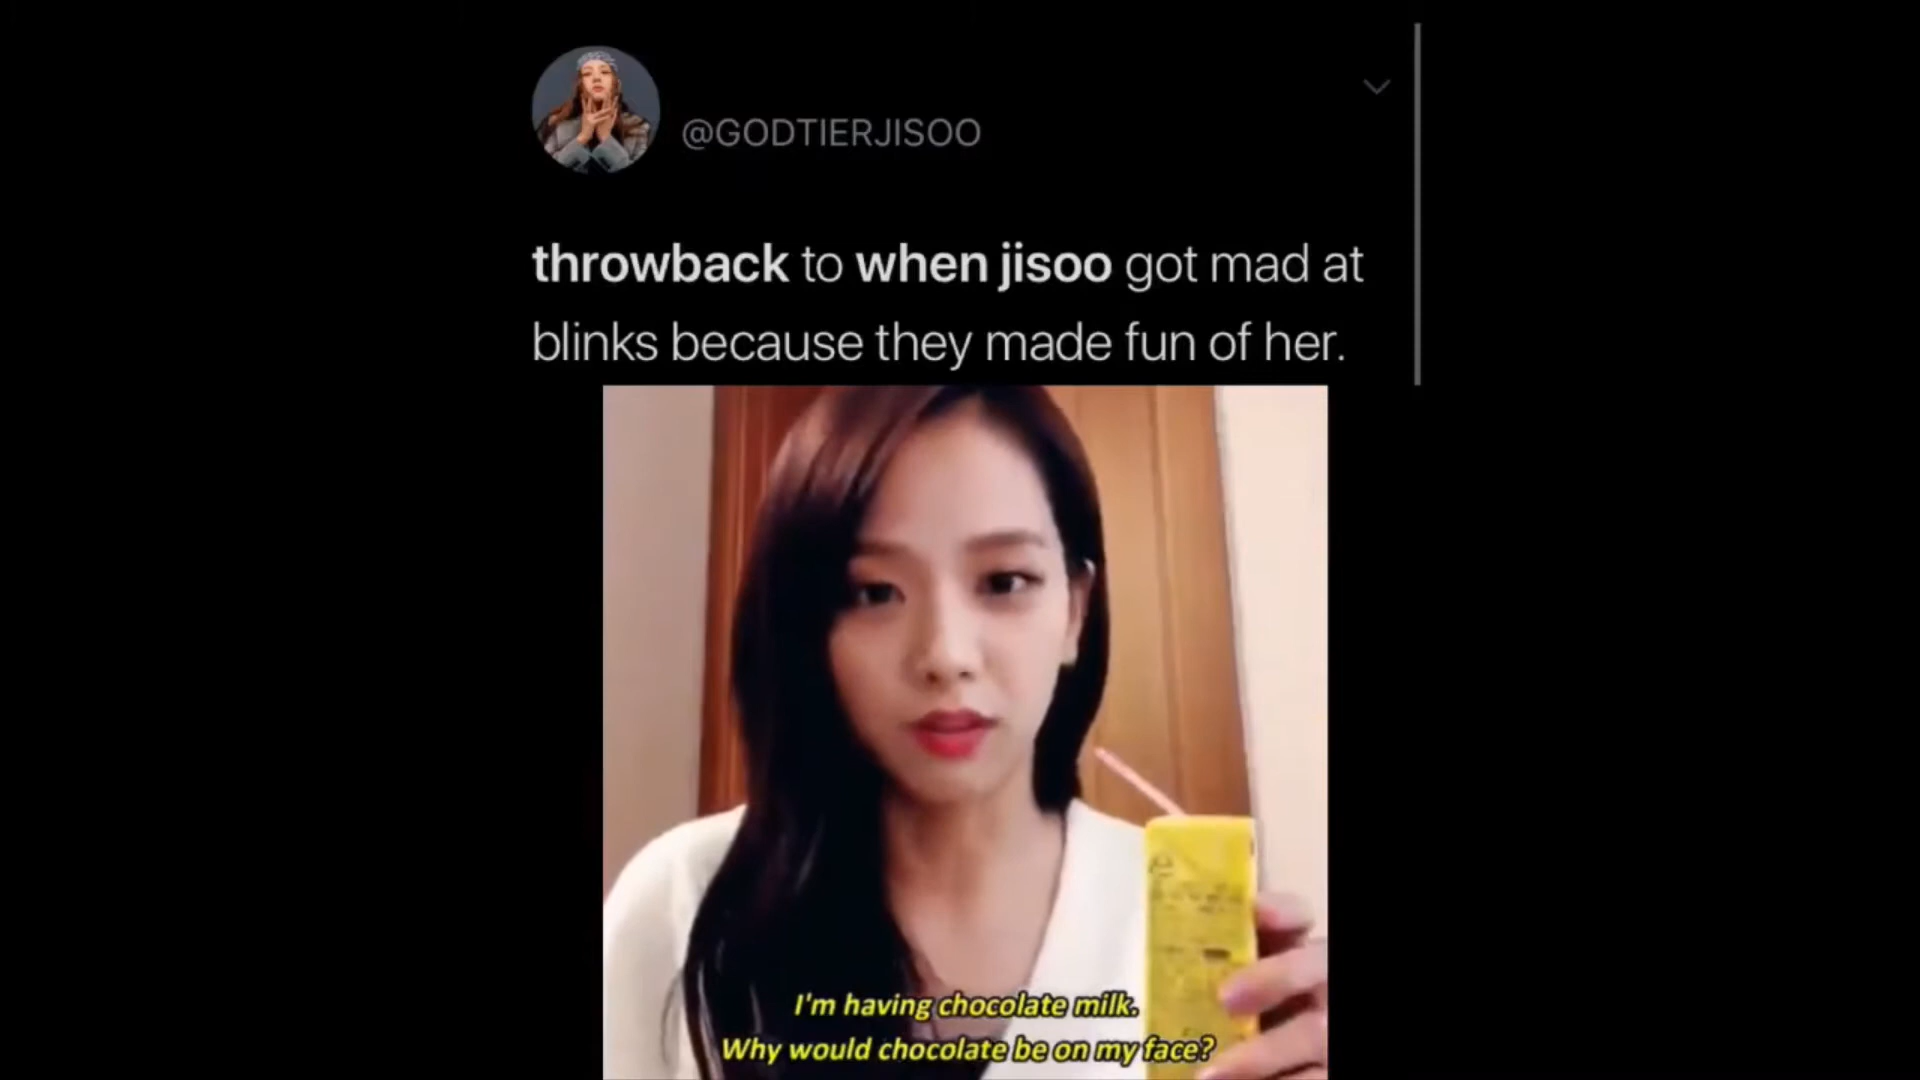 @GODTIERJISOO
throwback to when jisoo got mad at
blinks because they made fun of her.
I'm having chocolate milk.
Why would chocolate be on my face?